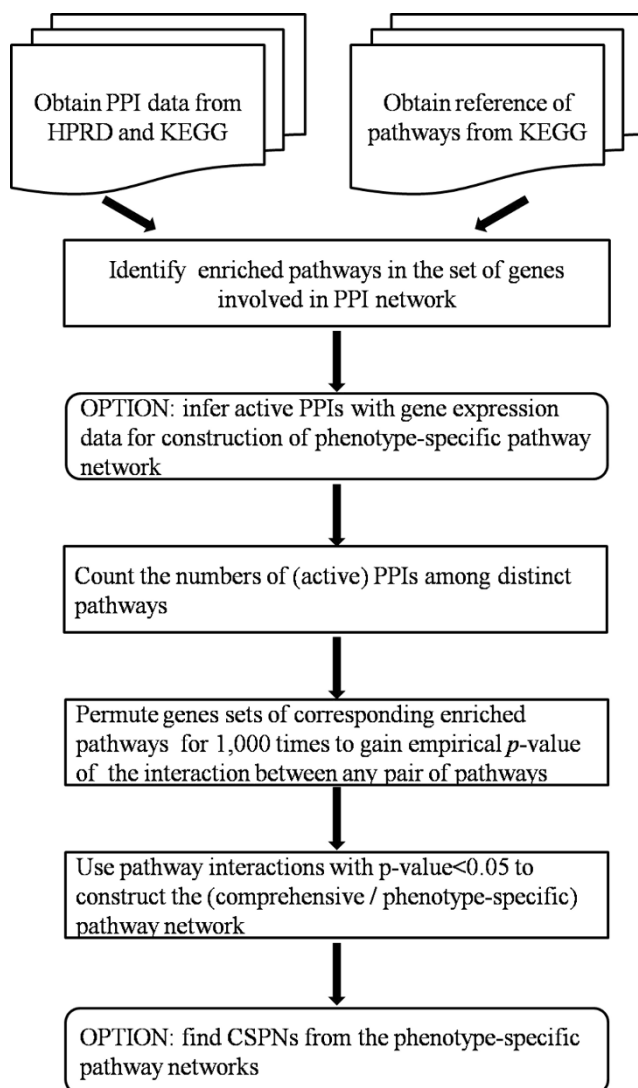 Obtain PPI data from
HPRD and KEGG
Obtain reference of
pathways from KEGG
Identify enriched pathways in the set of genes
involved in PPI network
OPTION: infer active PPIs with gene expression
data for construction of phenotype-specific pathway
network
Count the numbers of (active) PPIs among distinct
pathways
Permute genes sets of corresponding enriched
pathways for 1,000 times to gain empirical p-value
of the interaction between any pair of pathways
Use pathway interactions with p-value<0.05 to
construct the (comprehensive / phenotype-specific)
pathway network
OPTION: find CSPNs from the phenotype-specific
pathway networks